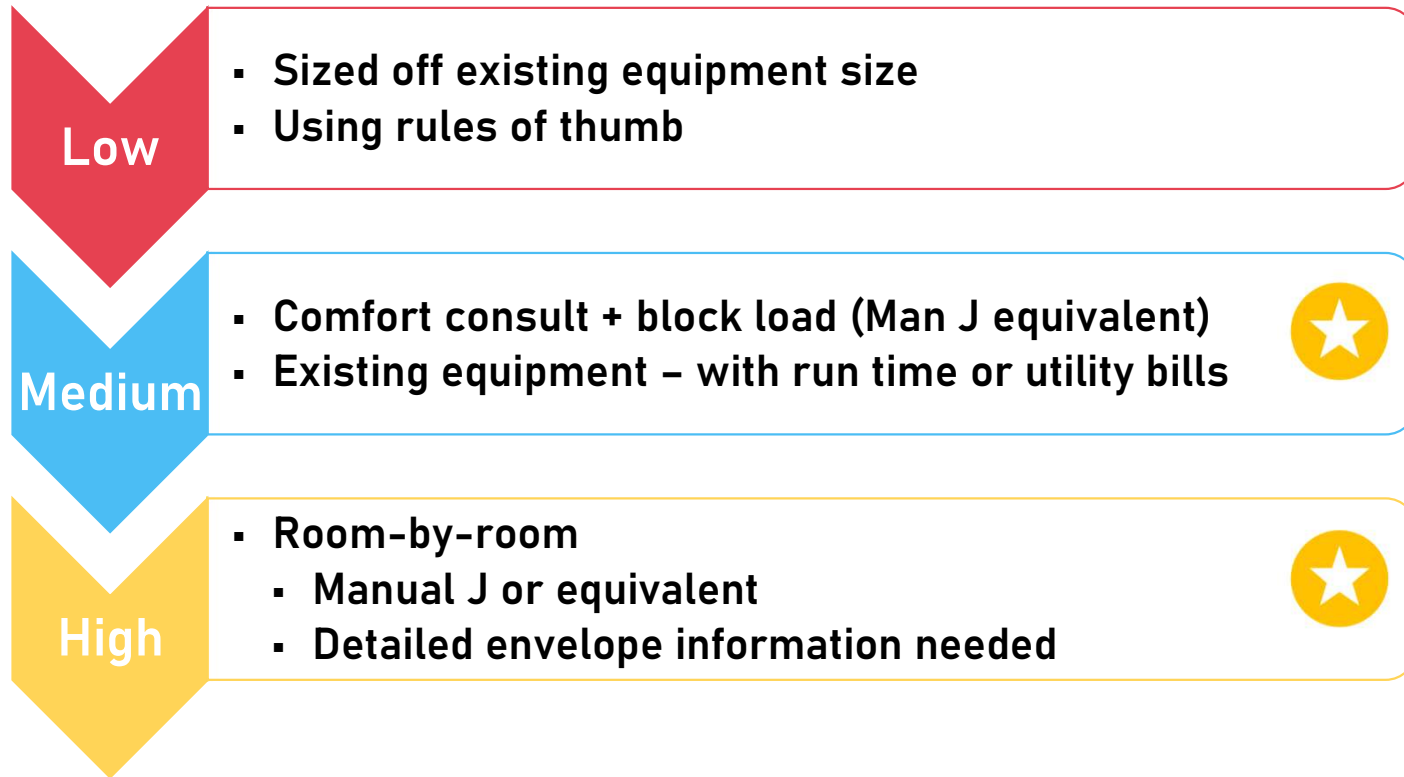 Low
▪ Sized off existing equipment size
▪ Using rules of thumb
Medium
▪ Comfort consult + block load (Man J equivalent)
▪ Existing equipment – with run time or utility bills
High
▪ Room-by-room
▪ Manual J or equivalent
▪ Detailed envelope information needed